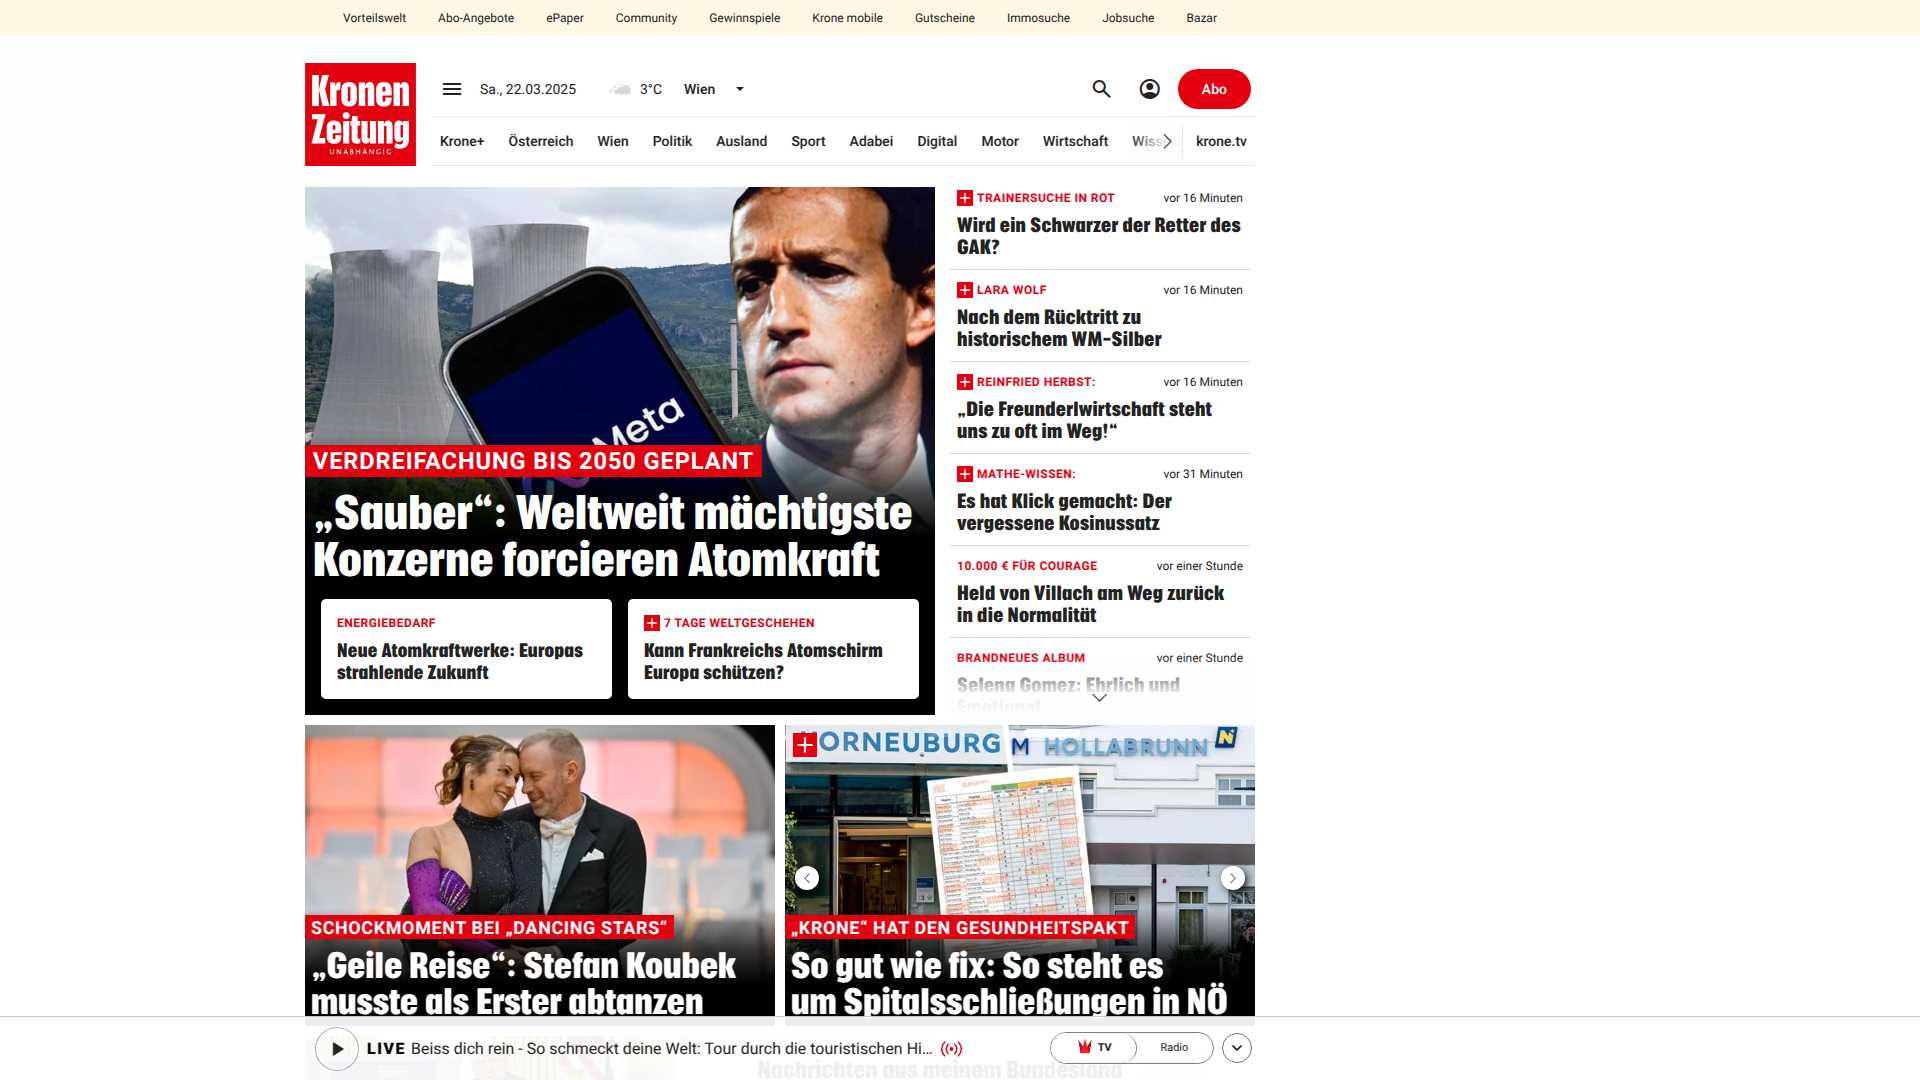 Vorteilswelt Abo-Angebote ePaper Community Gewinnspiele Krone mobile Gutscheine Immosuche Jobsuche Bazar
Kronen
Zeitung
UNABHÄNGIG
Sa., 22.03.2025 3°C Wien
Abo
Krone+ Österreich Wien Politik Ausland Sport Adabei Digital Motor Wirtschaft Wiss krone.tv
Meta
VERDREIFACHUNG BIS 2050 GEPLANT
„Sauber“: Weltweit mächtigste
Konzerne forcieren Atomkraft
ENERGIEBEDARF
Neue Atomkraftwerke: Europas
strahlende Zukunft
7 TAGE WELTGESCHEHEN
Kann Frankreichs Atomschirm
Europa schützen?
TRAINERSUCHE IN ROT vor 16 Minuten
Wird ein Schwarzer der Retter des
GAK?
LARA WOLF vor 16 Minuten
Nach dem Rücktritt zu
historischem WM-Silber
REINFRIED HERBST: vor 16 Minuten
„Die Freunderlwirtschaft steht
uns zu oft im Weg!“
MATHE-WISSEN: vor 31 Minuten
Es hat Klick gemacht: Der
vergessene Kosinussatz
10.000 € FÜR COURAGE vor einer Stunde
Held von Villach am Weg zurück
in die Normalität
BRANDNEUES ALBUM vor einer Stunde
Selena Gomez: Ehrlich und
Emotional
SCHOCKMOMENT BEI „DANCING STARS“
„Geile Reise“: Stefan Koubek
musste als Erster abtanzen
ORNEUBURG M HOLLABRUNN N
„KRONE“ HAT DEN GESUNDHEITSPAKT
So gut wie fix: So steht es
um Spitalsschließungen in NÖ
LIVE Beiss dich rein - So schmeckt deine Welt: Tour durch die touristischen Hi... TV Radio
Nachrichten aus meinem Bundesland